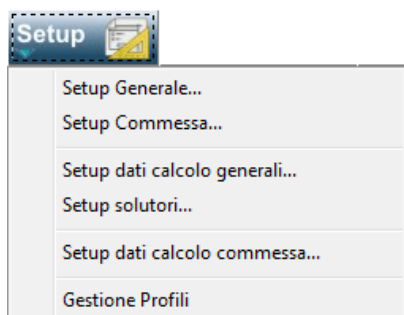 Setup
Setup Generale...
Setup Commessa...
Setup dati calcolo generali...
Setup solutori...
Setup dati calcolo commessa...
Gestione Profili